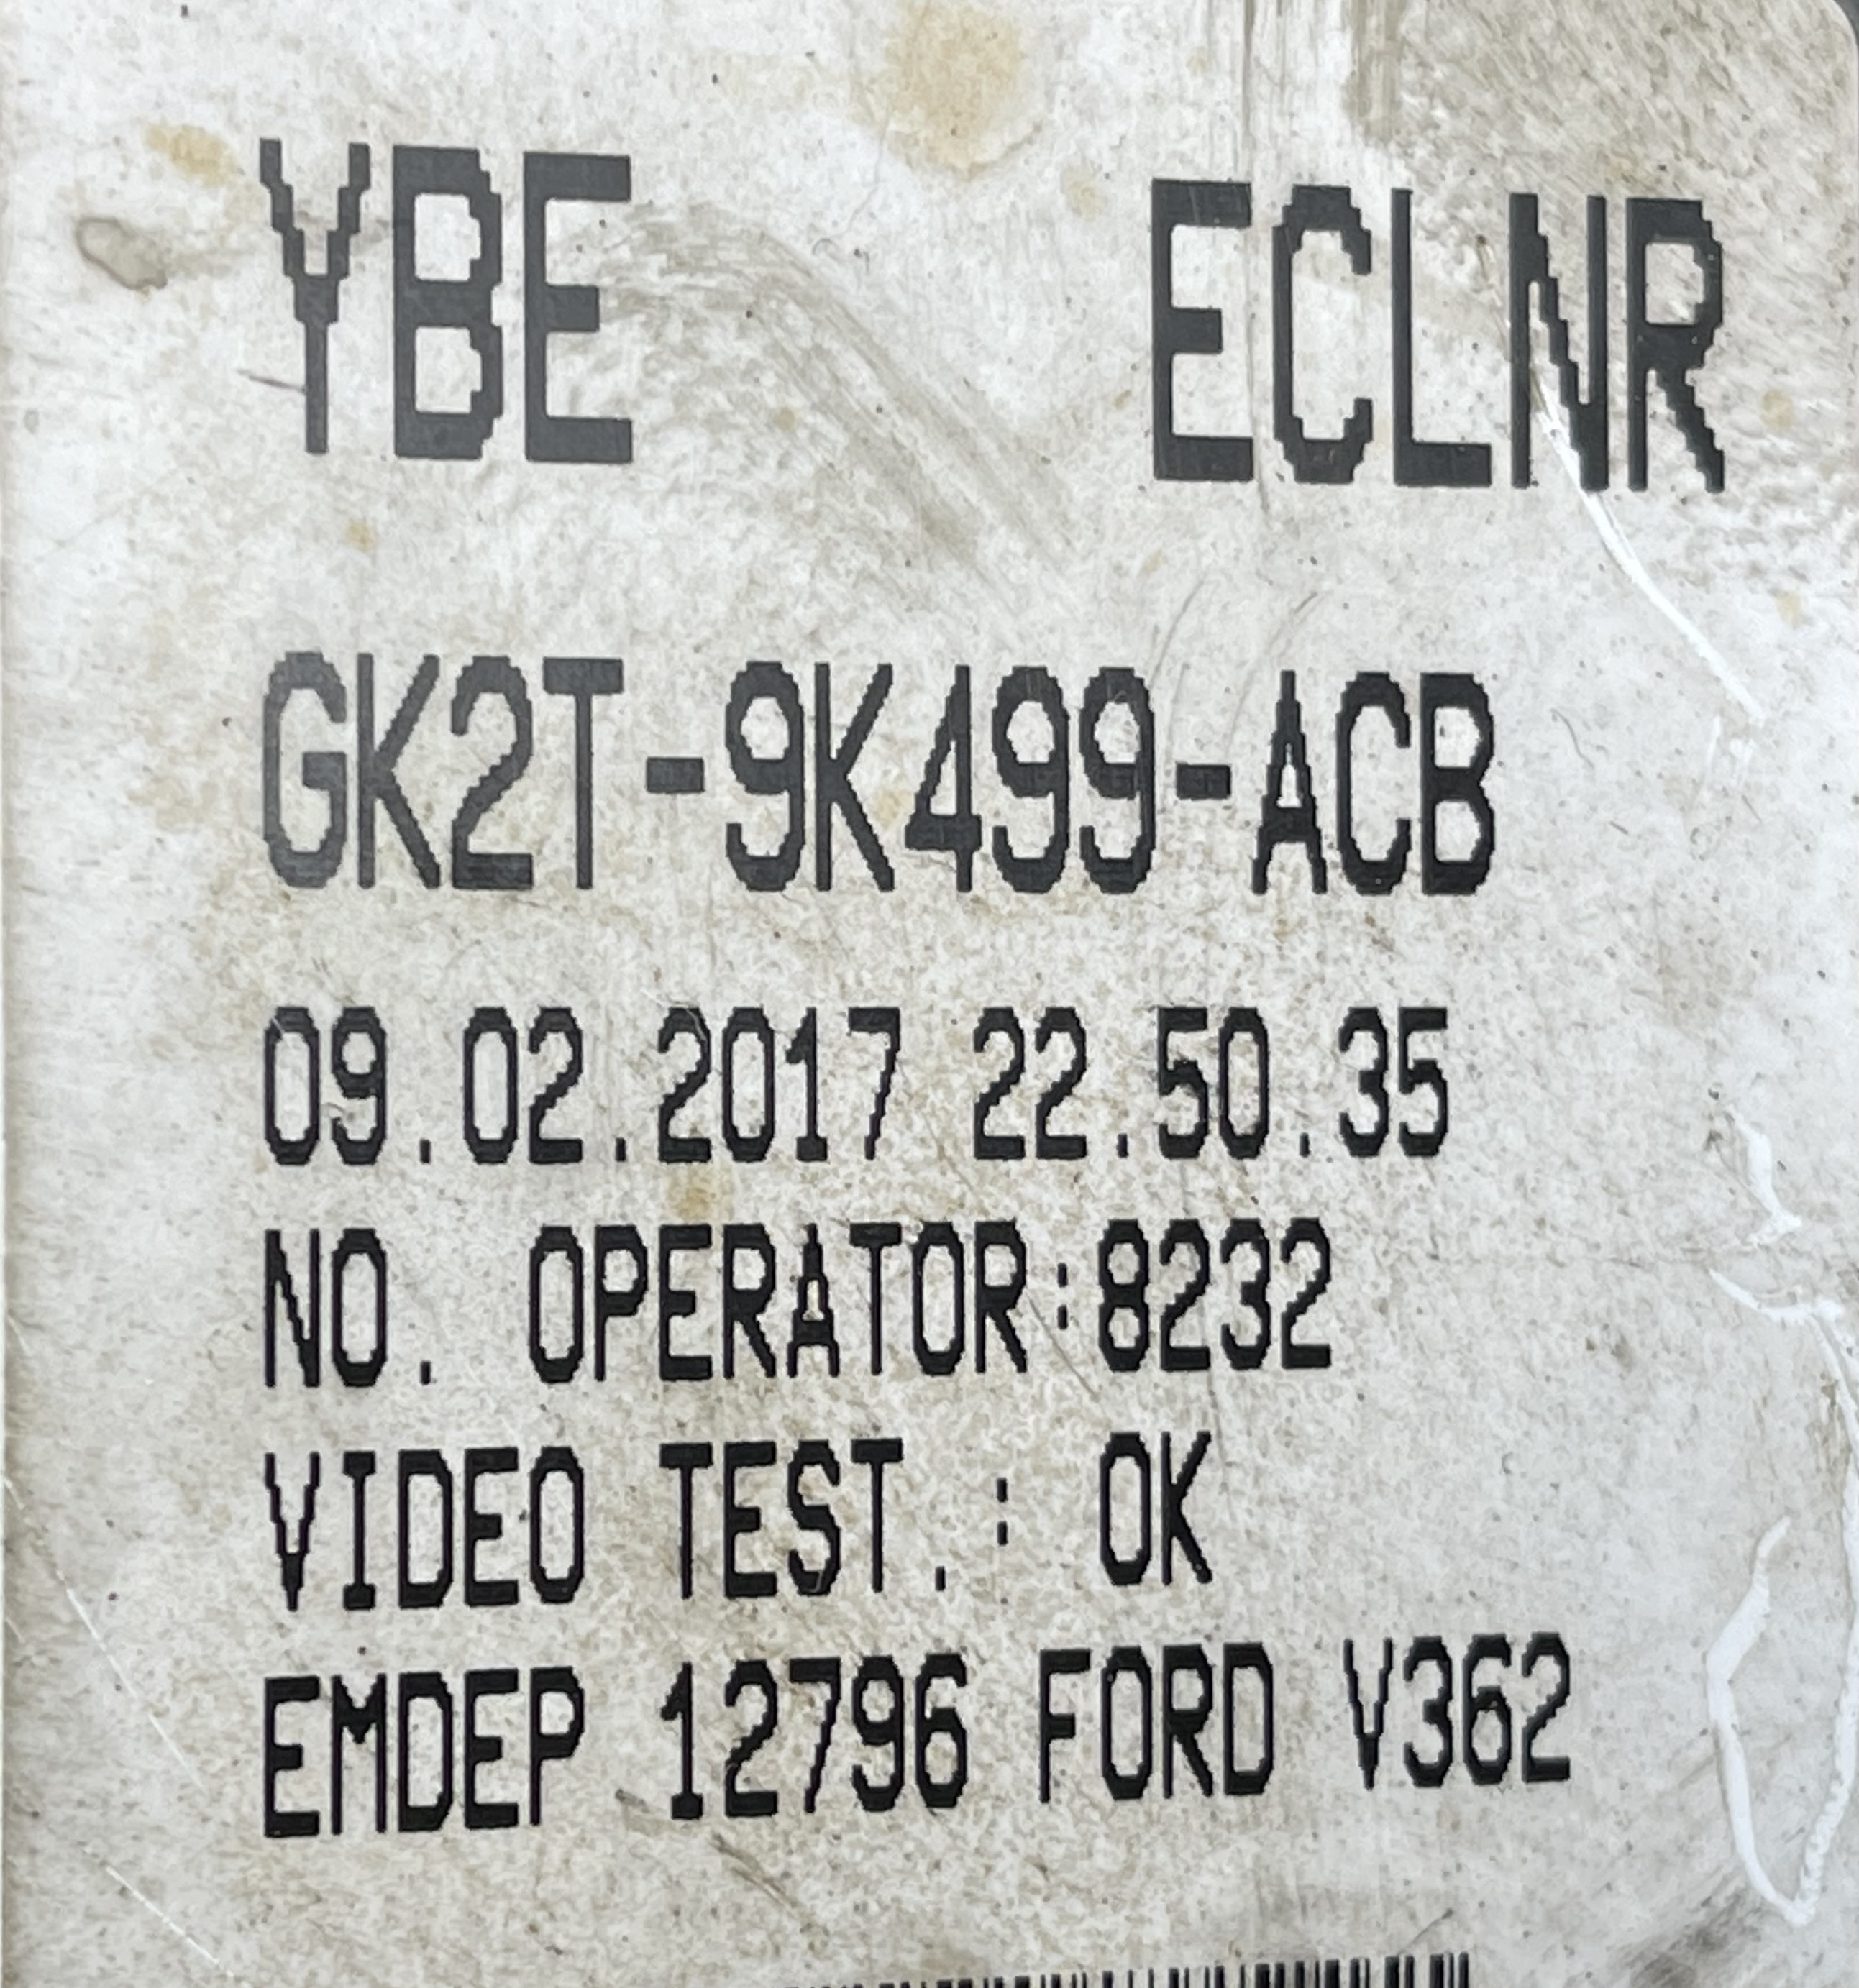 YBE ECLNR
GK2T-9K499-ACB
09.02.2017 22.50.35
NO. OPERATOR:8232
VIDEO TEST.: OK
EMDEP 12796 FORD V362